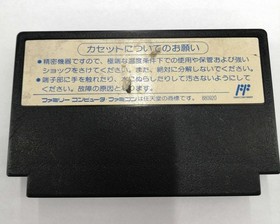 カセットについてのお願い
●精密機器ですので、極端な温度条件下での使用や保管および強い
ショックをさけてください。また、絶対に分解しないでください。
●端子部に手を触れたり、水にぬらしたりして汚さないようにして
ください。故障の原因となります。
ファミリーコンピュータ・ファミコンは任天堂の商標です。
FF